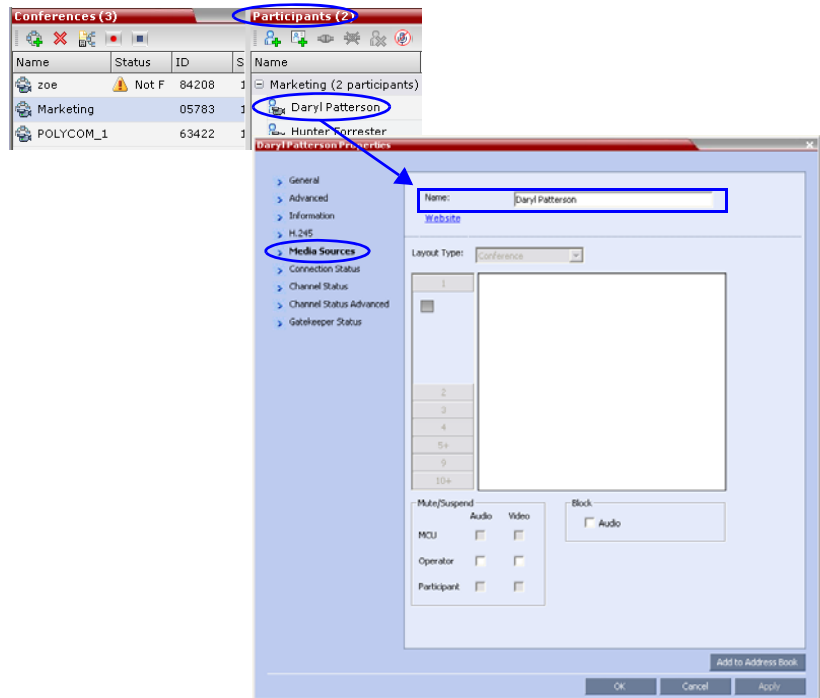 Conferences (3)
Participants (2)
Name Status ID S
Name
zoe Not F 84208 1
Marketing (2 participants)
Marketing 05783 1
Daryl Patterson
POLYCOM_1 63422 1
Hunter Forrester
Daryl Patterson Properties
General
Advanced
Information
H.245
Media Sources
Connection Status
Channel Status
Channel Status Advanced
Gatekeeper Status
Name: Daryl Patterson
Website
Layout Type: Conference
1
2
3
4
5+
9
10+
Mute/Suspend
Audio Video
MCU
Operator
Participant
Block
Audio
Add to Address Book
OK Cancel Apply